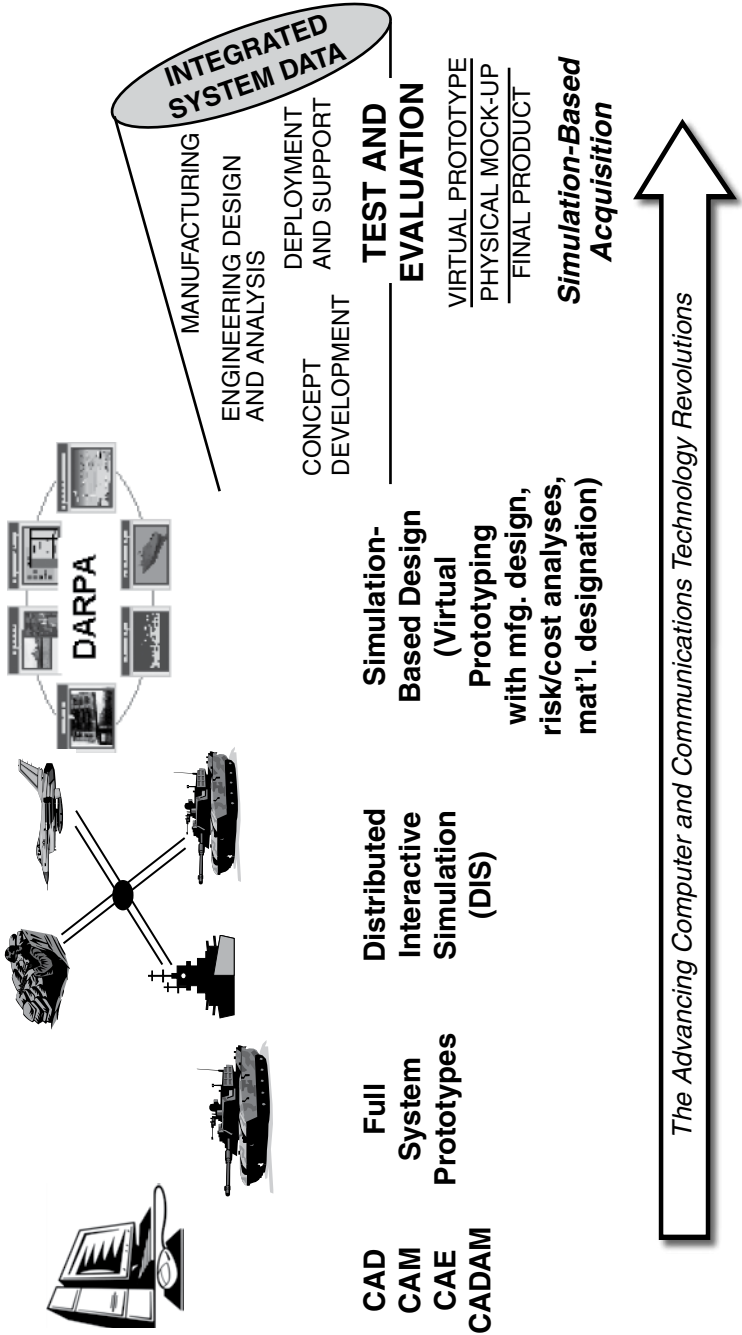 DARPA
INTEGRATED
SYSTEM DATA
MANUFACTURING
ENGINEERING DESIGN
AND ANALYSIS
DEPLOYMENT
AND SUPPORT
CONCEPT
DEVELOPMENT
TEST AND
EVALUATION
VIRTUAL PROTOTYPE
PHYSICAL MOCK-UP
FINAL PRODUCT
Simulation-Based
Acquisition
CAD
CAM
CAE
CADAM
Full
System
Prototypes
Distributed
Interactive
Simulation
(DIS)
Simulation-
Based Design
(Virtual
Prototyping
with mfg. design,
risk/cost analyses,
mat'l. designation)
The Advancing Computer and Communications Technology Revolutions